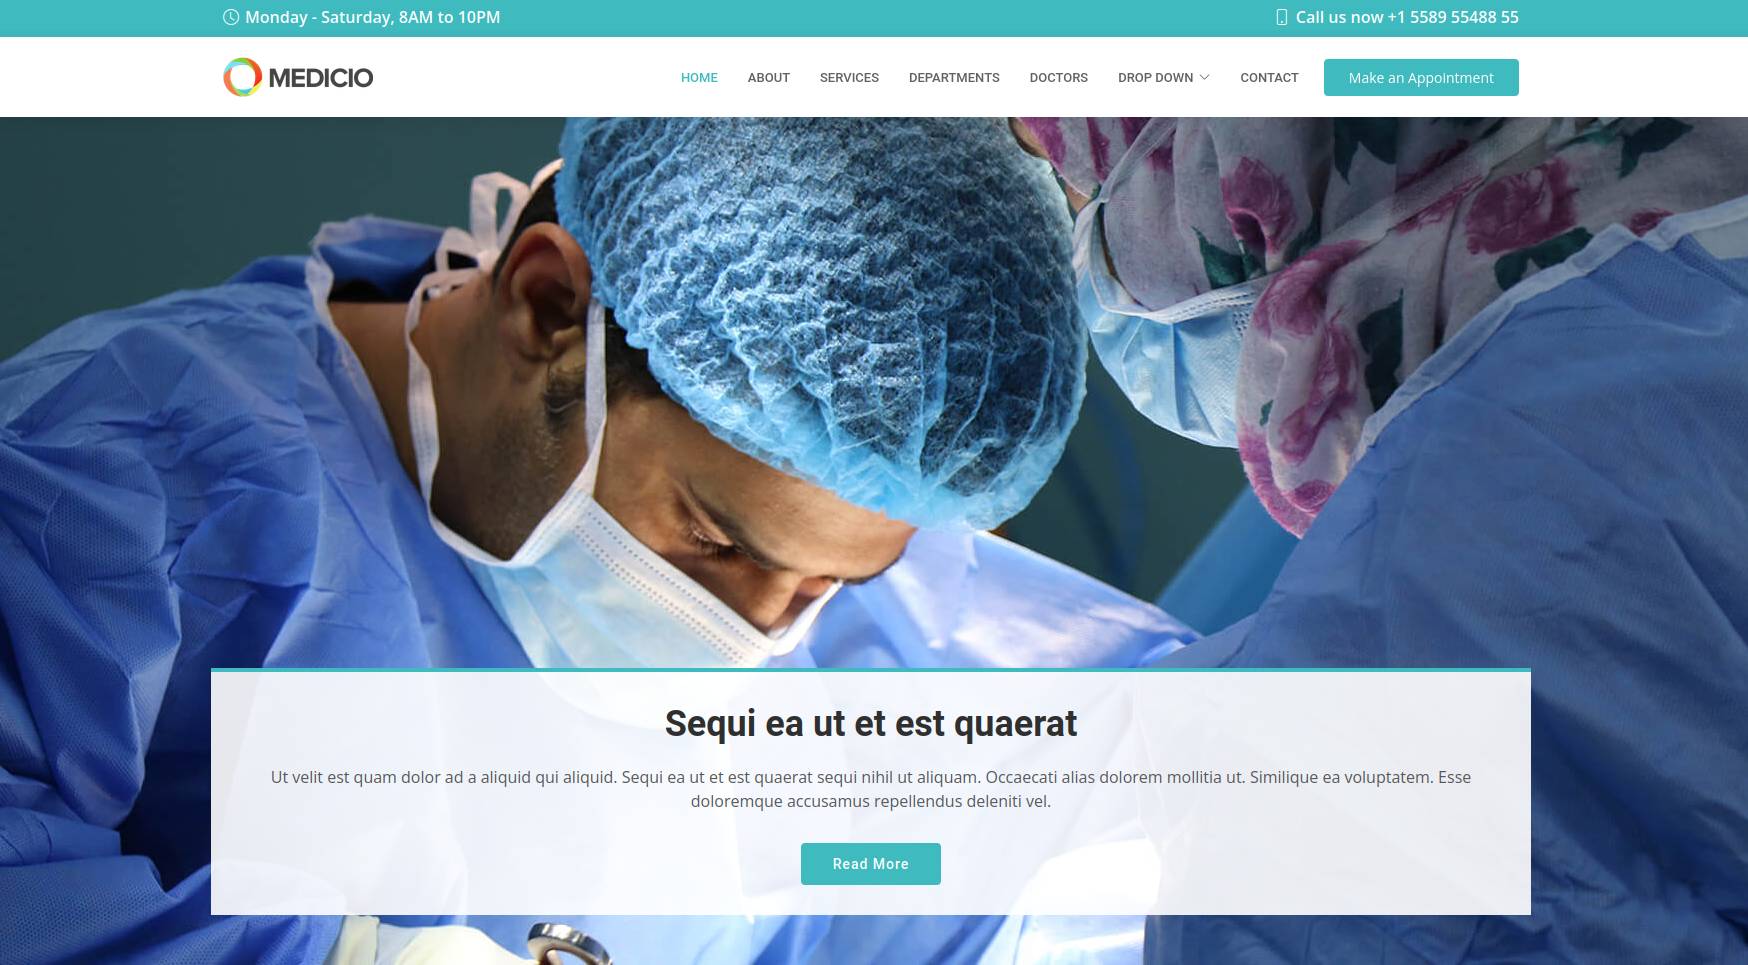 Monday - Saturday, 8AM to 10PM
Call us now +1 5589 55488 55
MEDICIO
HOME
ABOUT
SERVICES
DEPARTMENTS
DOCTORS
DROP DOWN
CONTACT
Make an Appointment
Sequi ea ut et est quaerat
Ut velit est quam dolor ad a aliquid qui aliquid. Sequi ea ut et est quaerat sequi nihil ut aliquam. Occaecati alias dolorem mollitia ut. Similique ea voluptatem. Esse
doloremque accusamus repellendus deleniti vel.
Read More